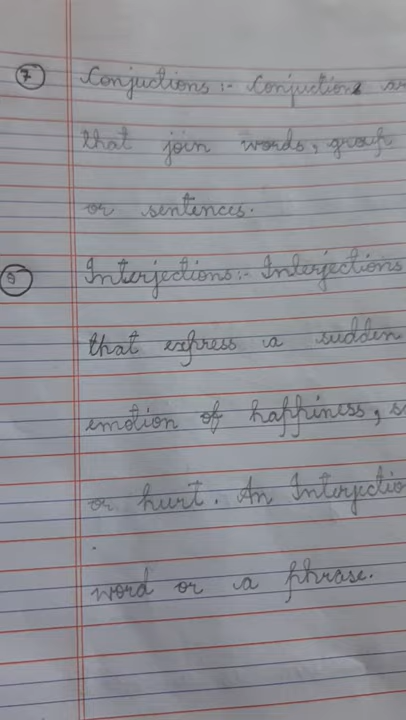 7 Conjuctions :- Conjuctions
that join words, group
or sentences.
Interjections :- Interjections
that express a sudden
emotion of happiness,
or hurt. An Interjectio
word or a phrase.